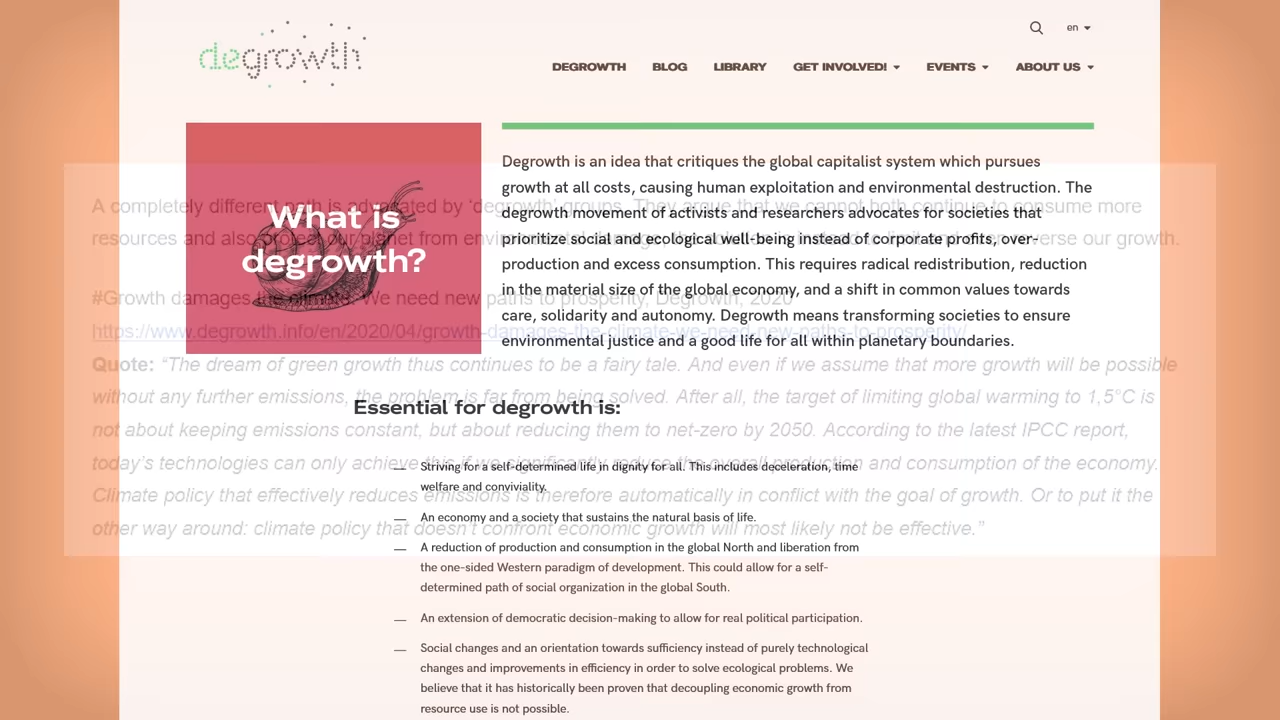 degrowth
en
DEGROWTH BLOG LIBRARY GET INVOLVED! EVENTS ABOUT US
What is
degrowth?
Degrowth is an idea that critiques the global capitalist system which pursues
growth at all costs, causing human exploitation and environmental destruction. The
degrowth movement of activists and researchers advocates for societies that
prioritize social and ecological well-being instead of corporate profits, over-
production and excess consumption. This requires radical redistribution, reduction
in the material size of the global economy, and a shift in common values towards
care, solidarity and autonomy. Degrowth means transforming societies to ensure
environmental justice and a good life for all within planetary boundaries.
Essential for degrowth is:
— Striving for a self-determined life in dignity for all. This includes deceleration, time
welfare and conviviality.
— An economy and a society that sustains the natural basis of life.
— A reduction of production and consumption in the global North and liberation from
the one-sided Western paradigm of development. This could allow for a self-
determined path of social organization in the global South.
— An extension of democratic decision-making to allow for real political participation.
— Social changes and an orientation towards sufficiency instead of purely technological
changes and improvements in efficiency in order to solve ecological problems. We
believe that it has historically been proven that decoupling economic growth from
resource use is not possible.
A completely different path is advocated by ‘degrowth’ groups. They argue that we cannot both continue to consume more
resources and also protect our planet from reverse our growth.
#Growth damages the climate. We need new paths to prosperity, Degrowth, 2020
https://www.degrowth.info/en/2020/04/growth-damages-the-climate-we-need-new-paths-to-prosperity/
Quote: “The dream of green growth thus continues to be a fairy tale. And even if we assume that more growth will be possible
without any further emissions, the problem is far from being solved. After all, the target of limiting global warming to 1,5°C is
not about keeping emissions constant, but about reducing them to net-zero by 2050. According to the latest IPCC report,
today’s technologies can only achieve this if we significantly reduce the overall production and consumption of the economy.
Climate policy that effectively reduces emissions is therefore automatically in conflict with the goal of growth. Or to put it the
other way around: climate policy that doesn’t confront economic growth will most likely not be effective.”